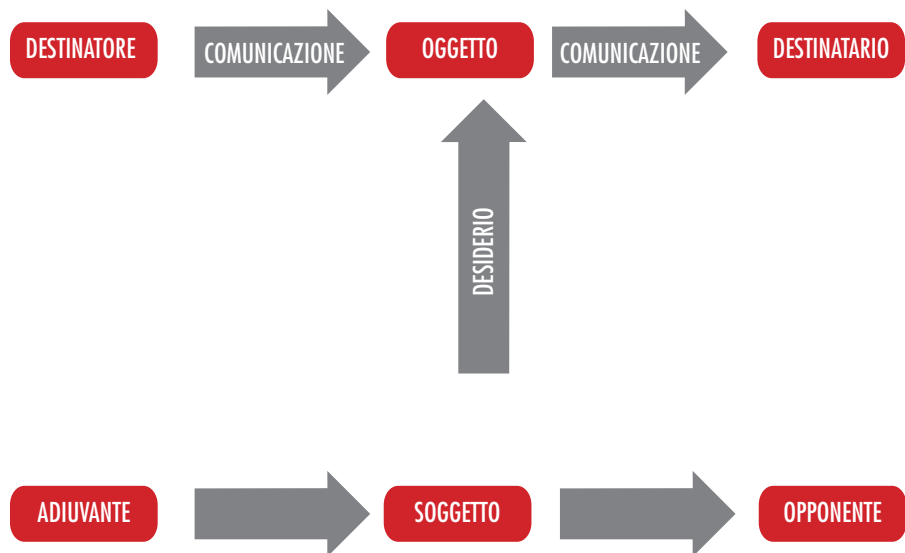 DESTINATORE
COMUNICAZIONE
OGGETTO
COMUNICAZIONE
DESTINATARIO
DESIDERIO
ADIUVANTE
SOGGETTO
OPPONENTE